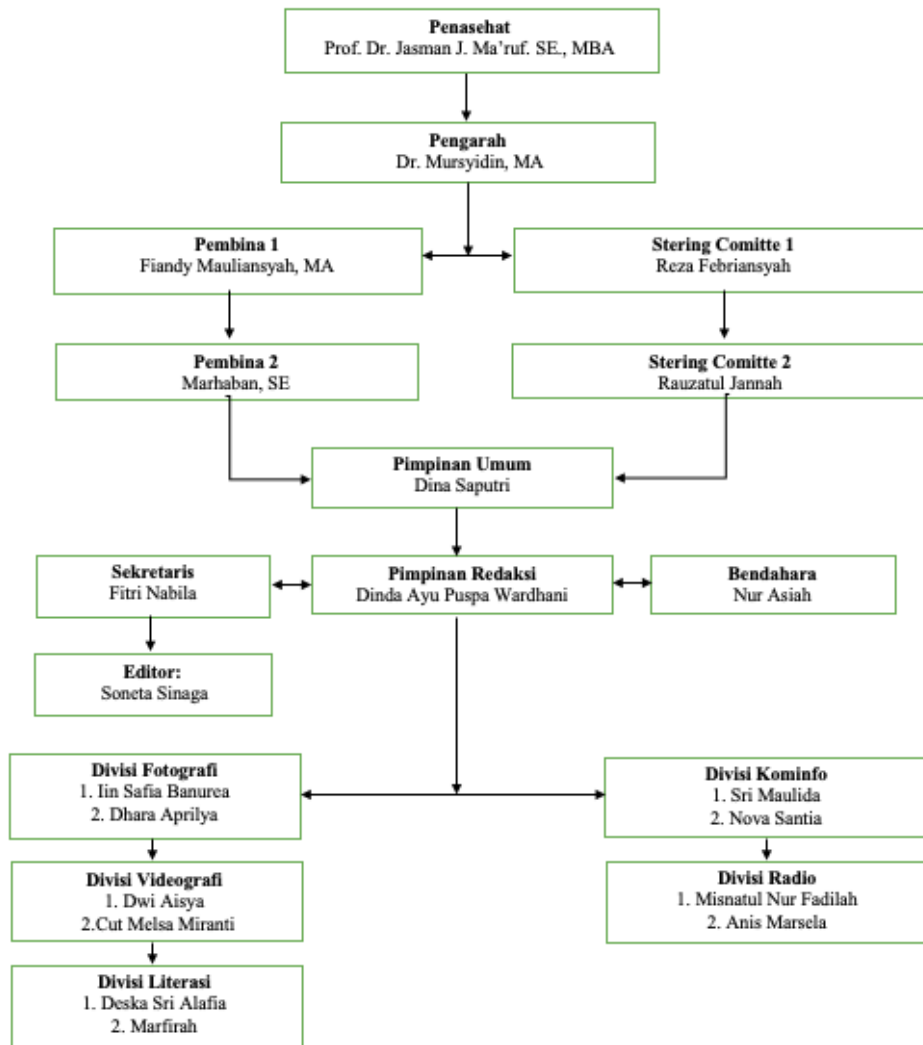 Penasehat
Prof. Dr. Jasman J. Ma’ruf. SE., MBA
Pengarah
Dr. Mursyidin, MA
Pembina 1
Fiandy Mauliansyah, MA
Stering Comitte 1
Reza Febriansyah
Pembina 2
Marhaban, SE
Stering Comitte 2
Rauzatul Jannah
Pimpinan Umum
Dina Saputri
Sekretaris
Fitri Nabila
Pimpinan Redaksi
Dinda Ayu Puspa Wardhani
Bendahara
Nur Asiah
Editor:
Soneta Sinaga
Divisi Fotografi
1. Iin Safia Banurea
2. Dhara Aprilya
Divisi Kominfo
1. Sri Maulida
2. Nova Santia
Divisi Videografi
1. Dwi Aisya
2.Cut Melsa Miranti
Divisi Radio
1. Misnatul Nur Fadilah
2. Anis Marsela
Divisi Literasi
1. Deska Sri Alafia
2. Marfirah